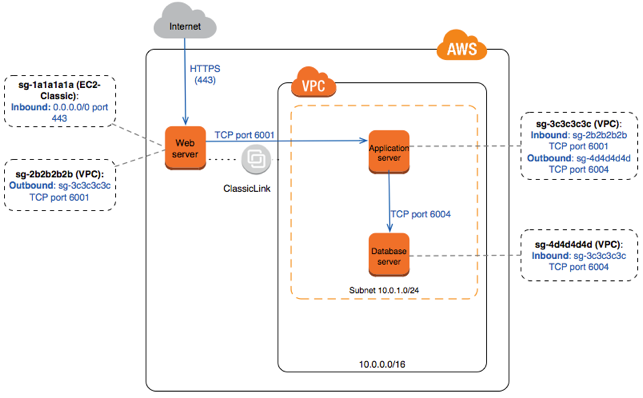 Internet
AWS
HTTPS
(443)
VPC
sg-1a1a1a1a (EC2-
Classic):
Inbound: 0.0.0.0/0 port
443
Web
server
TCP port 6001
Application
server
sg-3c3c3c3c (VPC):
Inbound: sg-2b2b2b2b
TCP port 6001
Outbound: sg-4d4d4d4d
TCP port 6004
sg-2b2b2b2b (VPC):
Outbound: sg-3c3c3c3c
TCP port 6001
ClassicLink
TCP port 6004
Database
server
sg-4d4d4d4d (VPC):
Inbound: sg-3c3c3c3c
TCP port 6004
Subnet 10.0.1.0/24
10.0.0.0/16